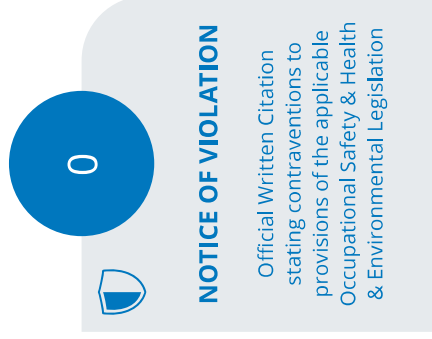 0
NOTICE OF VIOLATION
Official Written Citation
stating contraventions to
provisions of the applicable
Occupational Safety & Health
& Environmental Legislation